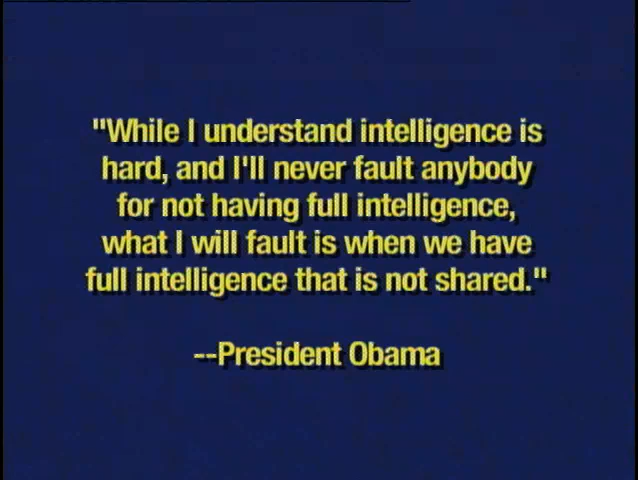 "While I understand intelligence is
hard, and I'll never fault anybody
for not having full intelligence,
what I will fault is when we have
full intelligence that is not shared."
--President Obama